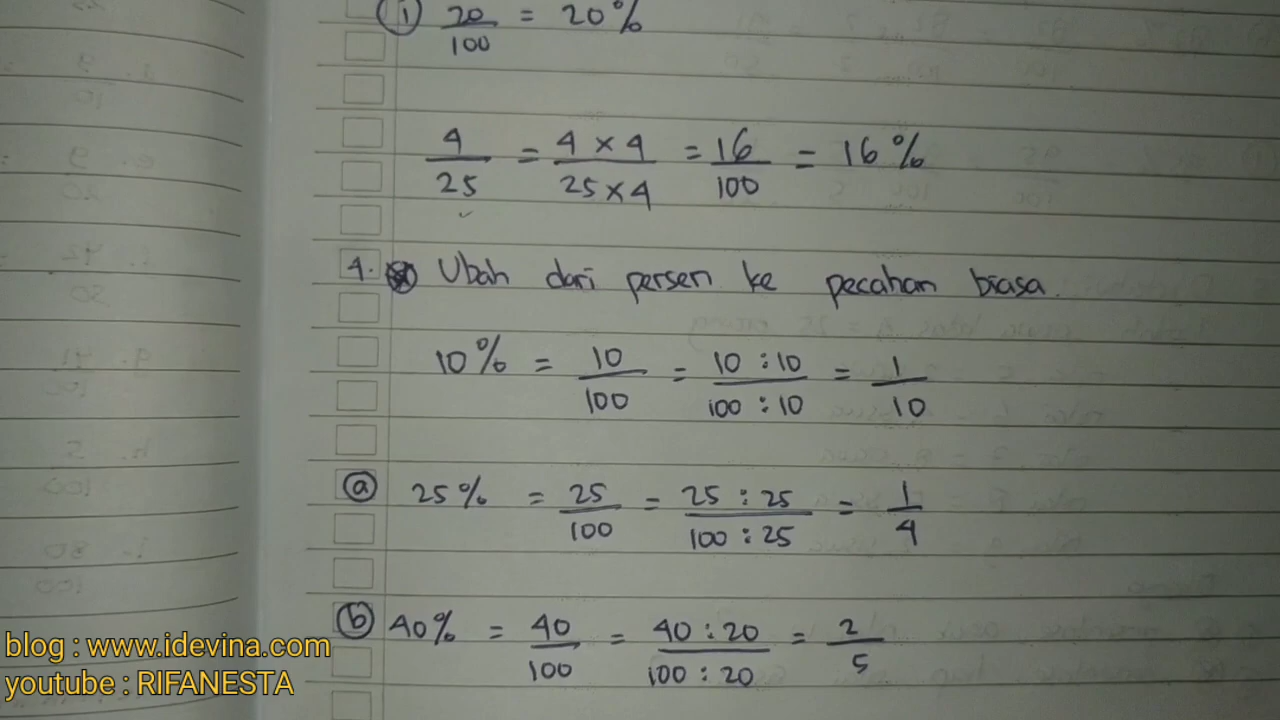 i 20/100 = 20%
4/25 = 4 × 4/25 × 4 = 16/100 = 16%
4. Ubah dari persen ke pecahan biasa.
10% = 10/100 = 10 : 10/100 : 10 = 1/10
a 25% = 25/100 = 25 : 25/100 : 25 = 1/4
b 40% = 40/100 = 40 : 20/100 : 20 = 2/5
blog : www.idevina.com
youtube : RIFANESTA